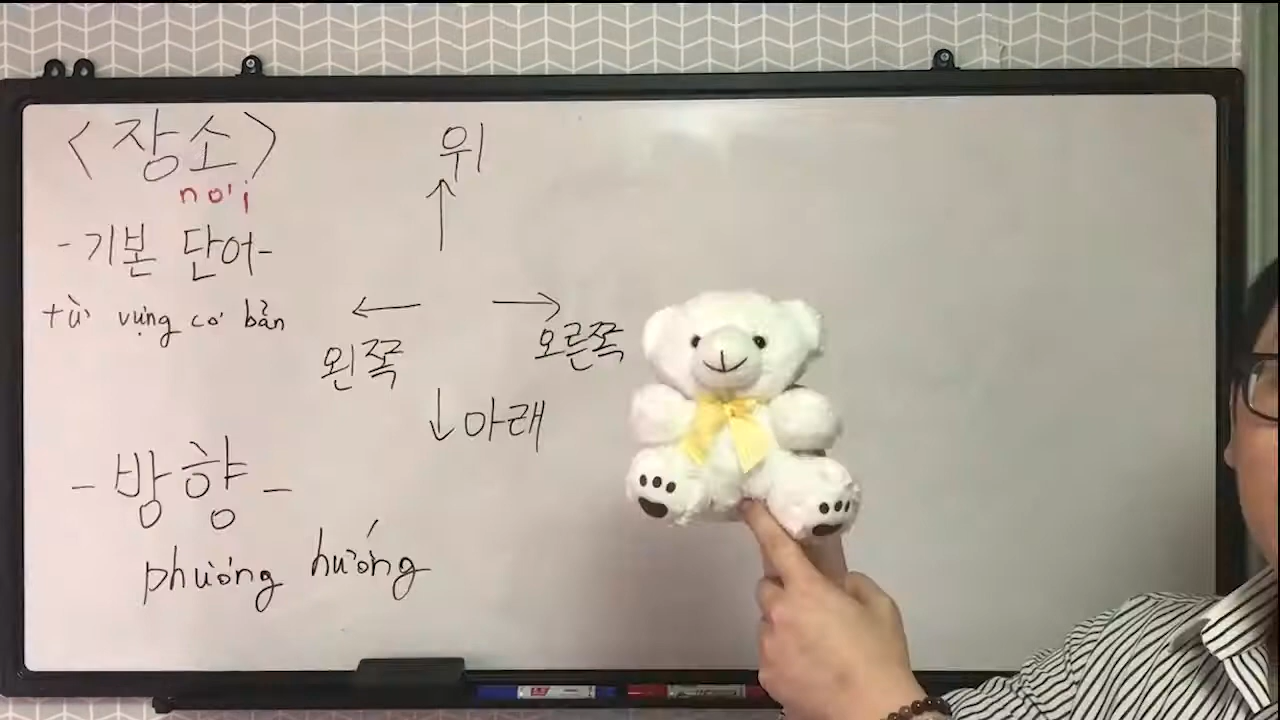 <장소>
nơi
-기본 단어-
từ vựng cơ bản
-방향-
phương hướng
위
↑
← →
왼쪽 오른쪽
↓아래